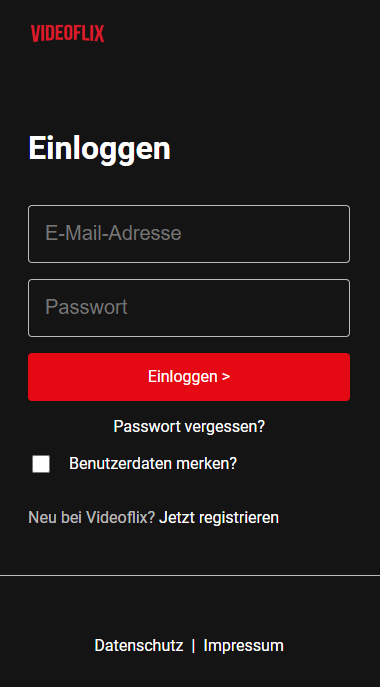 VIDEOFLIX
Einloggen
E-Mail-Adresse
Passwort
Einloggen >
Passwort vergessen?
Benutzerdaten merken?
Neu bei Videoflix? Jetzt registrieren
Datenschutz | Impressum